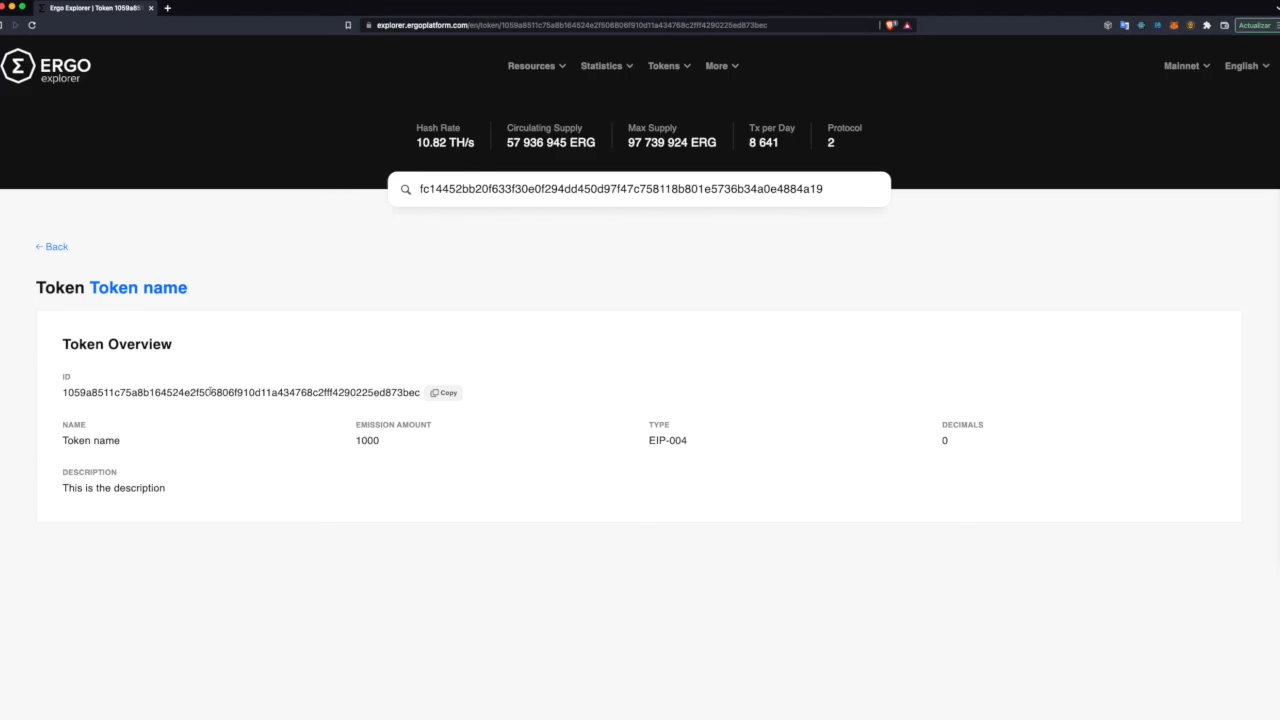 Ergo Explorer | Token 1059a85
explorer.ergoplatform.com/en/token/1059a8511c75a8b164524e2f506806f910d11a434768c2fff4290225ed873bec
Actualizar
ERGO
explorer
Resources
Statistics
Tokens
More
Mainnet
English
Hash Rate
10.82 TH/s
Circulating Supply
57 936 945 ERG
Max Supply
97 739 924 ERG
Tx per Day
8 641
Protocol
2
fc14452bb20f633f30e0f294dd450d97f47c758118b801e5736b34a0e4884a19
← Back
Token Token name
Token Overview
ID
1059a8511c75a8b164524e2f506806f910d11a434768c2fff4290225ed873bec
Copy
NAME
Token name
EMISSION AMOUNT
1000
TYPE
EIP-004
DECIMALS
0
DESCRIPTION
This is the description